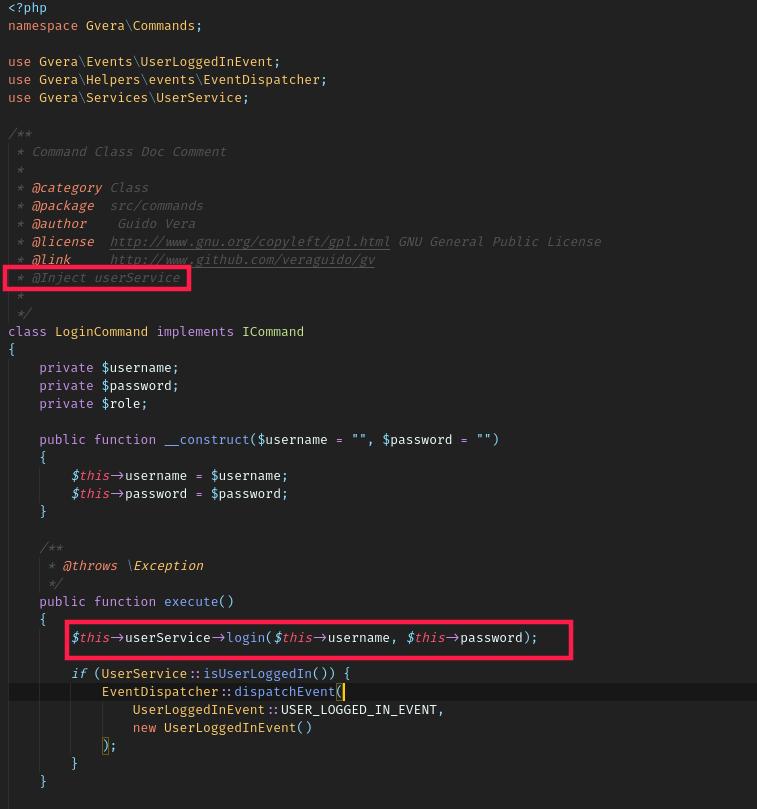 <?php
namespace Gvera\Commands;
use Gvera\Events\UserLoggedInEvent;
use Gvera\Helpers\events\EventDispatcher;
use Gvera\Services\UserService;
/**
* Command Class Doc Comment
*
* @category Class
* @package  src/commands
* @author    Guido Vera
* @license  http://www.gnu.org/copyleft/gpl.html GNU General Public License
* @link     http://www.github.com/veraguido/gv
* @Inject userService
*
*/
class LoginCommand implements ICommand
{
    private $username;
    private $password;
    private $role;
    public function __construct($username = "", $password = "")
    {
        $this->username = $username;
        $this->password = $password;
    }
    /**
     * @throws \Exception
     */
    public function execute()
    {
        $this->userService->login($this->username, $this->password);
        if (UserService::isUserLoggedIn()) {
            EventDispatcher::dispatchEvent(
                UserLoggedInEvent::USER_LOGGED_IN_EVENT,
                new UserLoggedInEvent()
            );
        }
    }